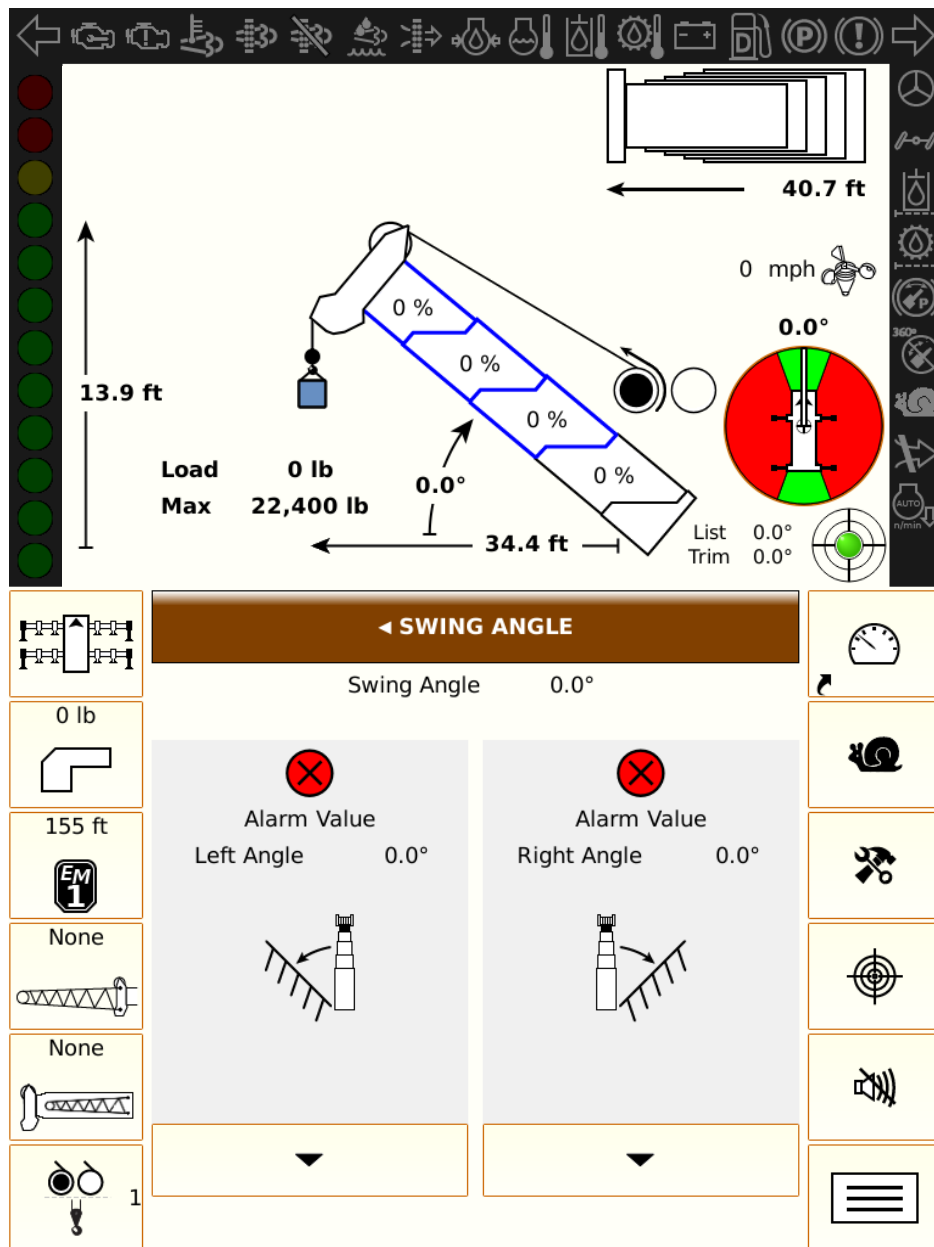 D
P
40.7 ft
0 mph
P
0.0°
360°
0 %
0 %
0 %
0 %
13.9 ft
Load 0 lb
Max 22,400 lb
0.0°
34.4 ft
List 0.0°
Trim 0.0°
AUTO
n/min
◄ SWING ANGLE
Swing Angle 0.0°
0 lb
155 ft
EM
1
None
None
1
Alarm Value
Left Angle 0.0°
Alarm Value
Right Angle 0.0°